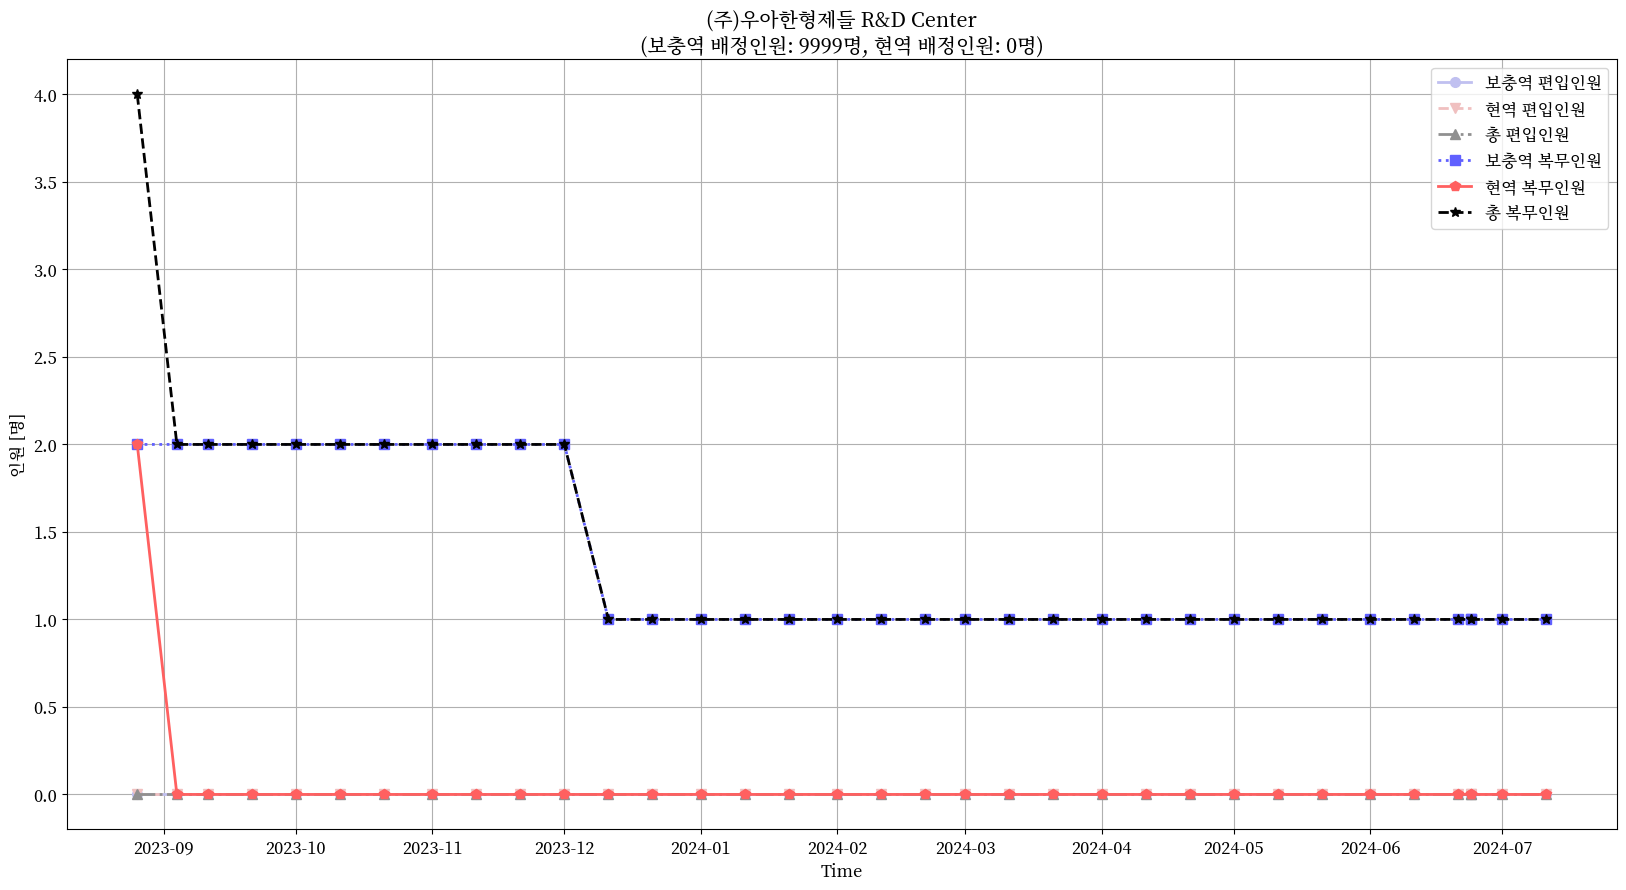 (주)우아한형제들 R&D Center
(보충역 배정인원: 9999명, 현역 배정인원: 0명)
보충역 편입인원
현역 편입인원
총 편입인원
보충역 복무인원
현역 복무인원
총 복무인원
4.0
3.5
3.0
2.5
2.0
1.5
1.0
0.5
0.0
인원 [명]
2023-09 2023-10 2023-11 2023-12 2024-01 2024-02 2024-03 2024-04 2024-05 2024-06 2024-07
Time